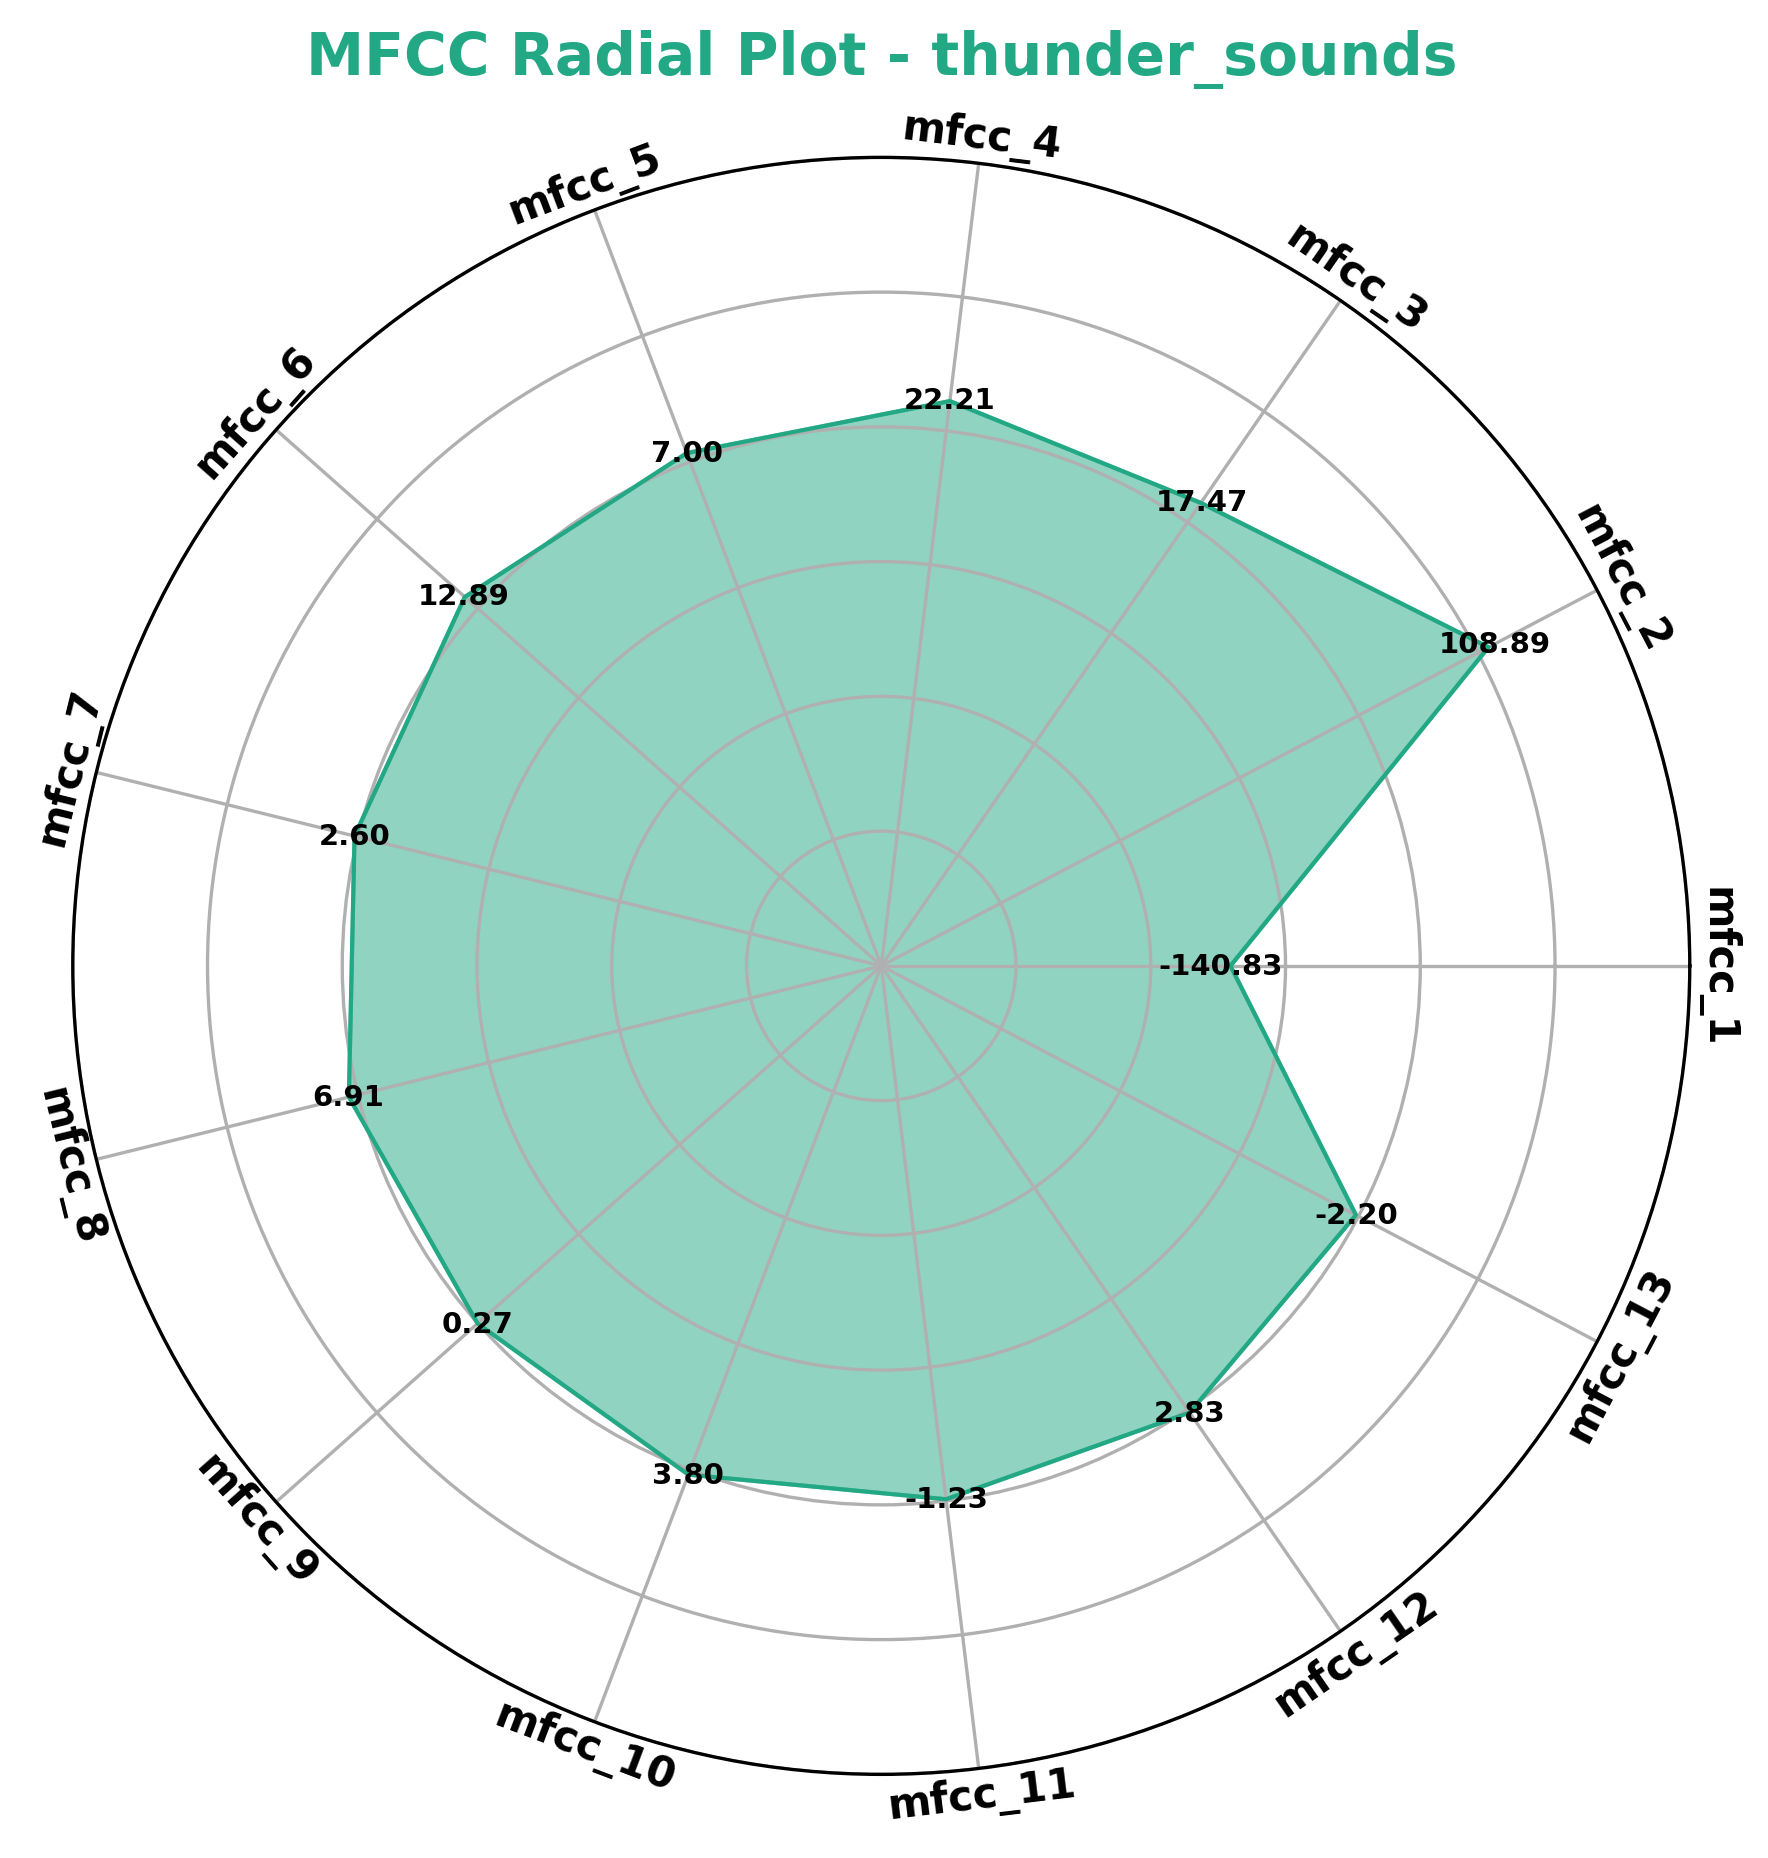 MFCC Radial Plot - thunder_sounds
mfcc_1
mfcc_2
mfcc_3
mfcc_4
mfcc_5
mfcc_6
mfcc_7
mfcc_8
mfcc_9
mfcc_10
mfcc_11
mfcc_12
mfcc_13
-140.83
108.89
17.47
22.21
7.00
12.89
2.60
6.91
0.27
3.80
-1.23
2.83
-2.20